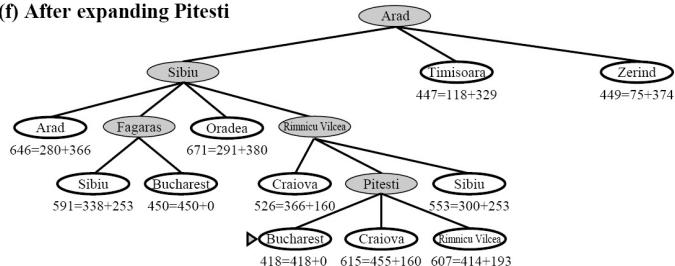 (f) After expanding Pitesti
Arad
Sibiu
Timisoara
Zerind
447=118+329
449=75+374
Arad
Fagaras
Oradea
Rimnicu Vilcea
646=280+366
671=291+380
Sibiu
Bucharest
Craiova
Pitesti
Sibiu
591=338+253
450=450+0
526=366+160
553=300+253
Bucharest
Craiova
Rimnicu Vilcea
418=418+0
615=455+160
607=414+193